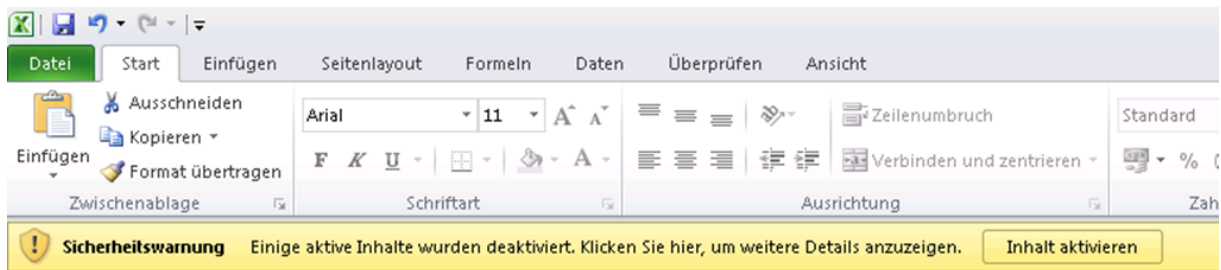 Datei Start Einfügen Seitenlayout Formeln Daten Überprüfen Ansicht
Ausschneiden
Kopieren
Format übertragen
Einfügen
Zwischenablage
Arial 11 A A
F K U A
Schriftart
Zeilenumbruch
Verbinden und zentrieren
Ausrichtung
Standard
%
Zah
Sicherheitswarnung Einige aktive Inhalte wurden deaktiviert. Klicken Sie hier, um weitere Details anzuzeigen. Inhalt aktivieren